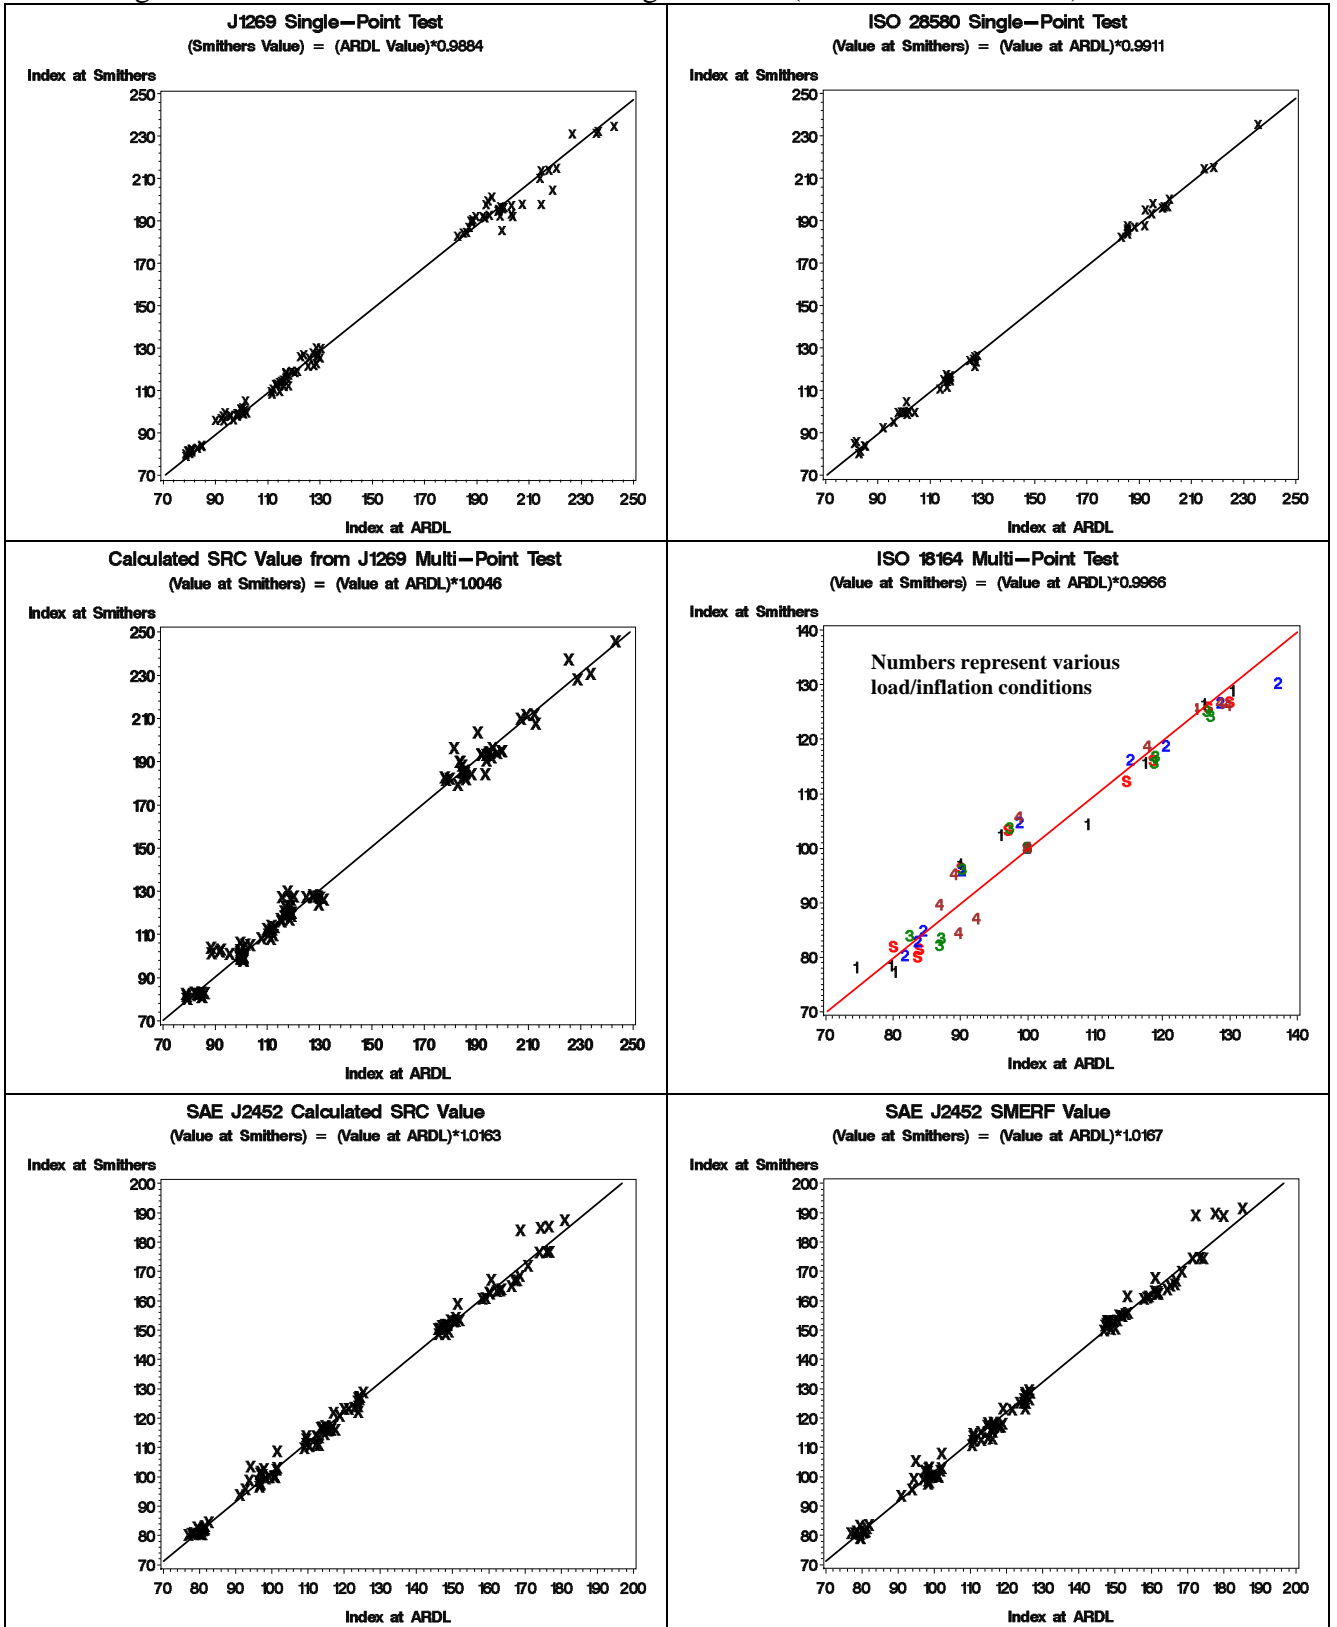 J1269 Single-Point Test
(Smithers Value) = (ARDL Value)*0.9884
Index at Smithers
250
230
210
190
170
150
130
110
90
70
70 90 110 130 150 170 190 210 230 250
Index at ARDL
ISO 28580 Single-Point Test
(Value at Smithers) = (Value at ARDL)*0.9911
Index at Smithers
250
230
210
190
170
150
130
110
90
70
70 90 110 130 150 170 190 210 230 250
Index at ARDL
Calculated SRC Value from J1269 Multi-Point Test
(Value at Smithers) = (Value at ARDL)*1.0046
Index at Smithers
250
230
210
190
170
150
130
110
90
70
70 90 110 130 150 170 190 210 230 250
Index at ARDL
ISO 18164 Multi-Point Test
(Value at Smithers) = (Value at ARDL)*0.9966
Index at Smithers
Numbers represent various
load/inflation conditions
140
130
120
110
100
90
80
70
70 80 90 100 110 120 130 140
Index at ARDL
SAE J2452 Calculated SRC Value
(Value at Smithers) = (Value at ARDL)*1.0163
Index at Smithers
200
190
180
170
160
150
140
130
120
110
100
90
80
70
70 80 90 100 110 120 130 140 150 160 170 180 190 200
Index at ARDL
SAE J2452 SMERF Value
(Value at Smithers) = (Value at ARDL)*1.0167
Index at Smithers
200
190
180
170
160
150
140
130
120
110
100
90
80
70
70 80 90 100 110 120 130 140 150 160 170 180 190 200
Index at ARDL